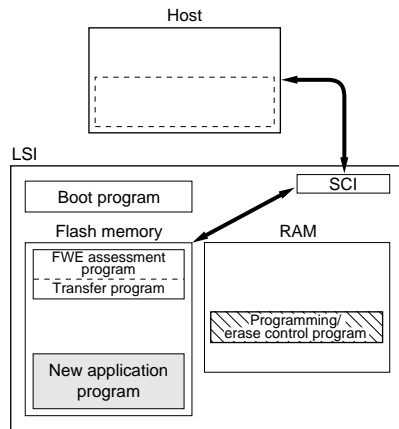 Host
LSI
SCI
Boot program
Flash memory
RAM
FWE assessment
program
Transfer program
Programming/
erase control program
New application
program